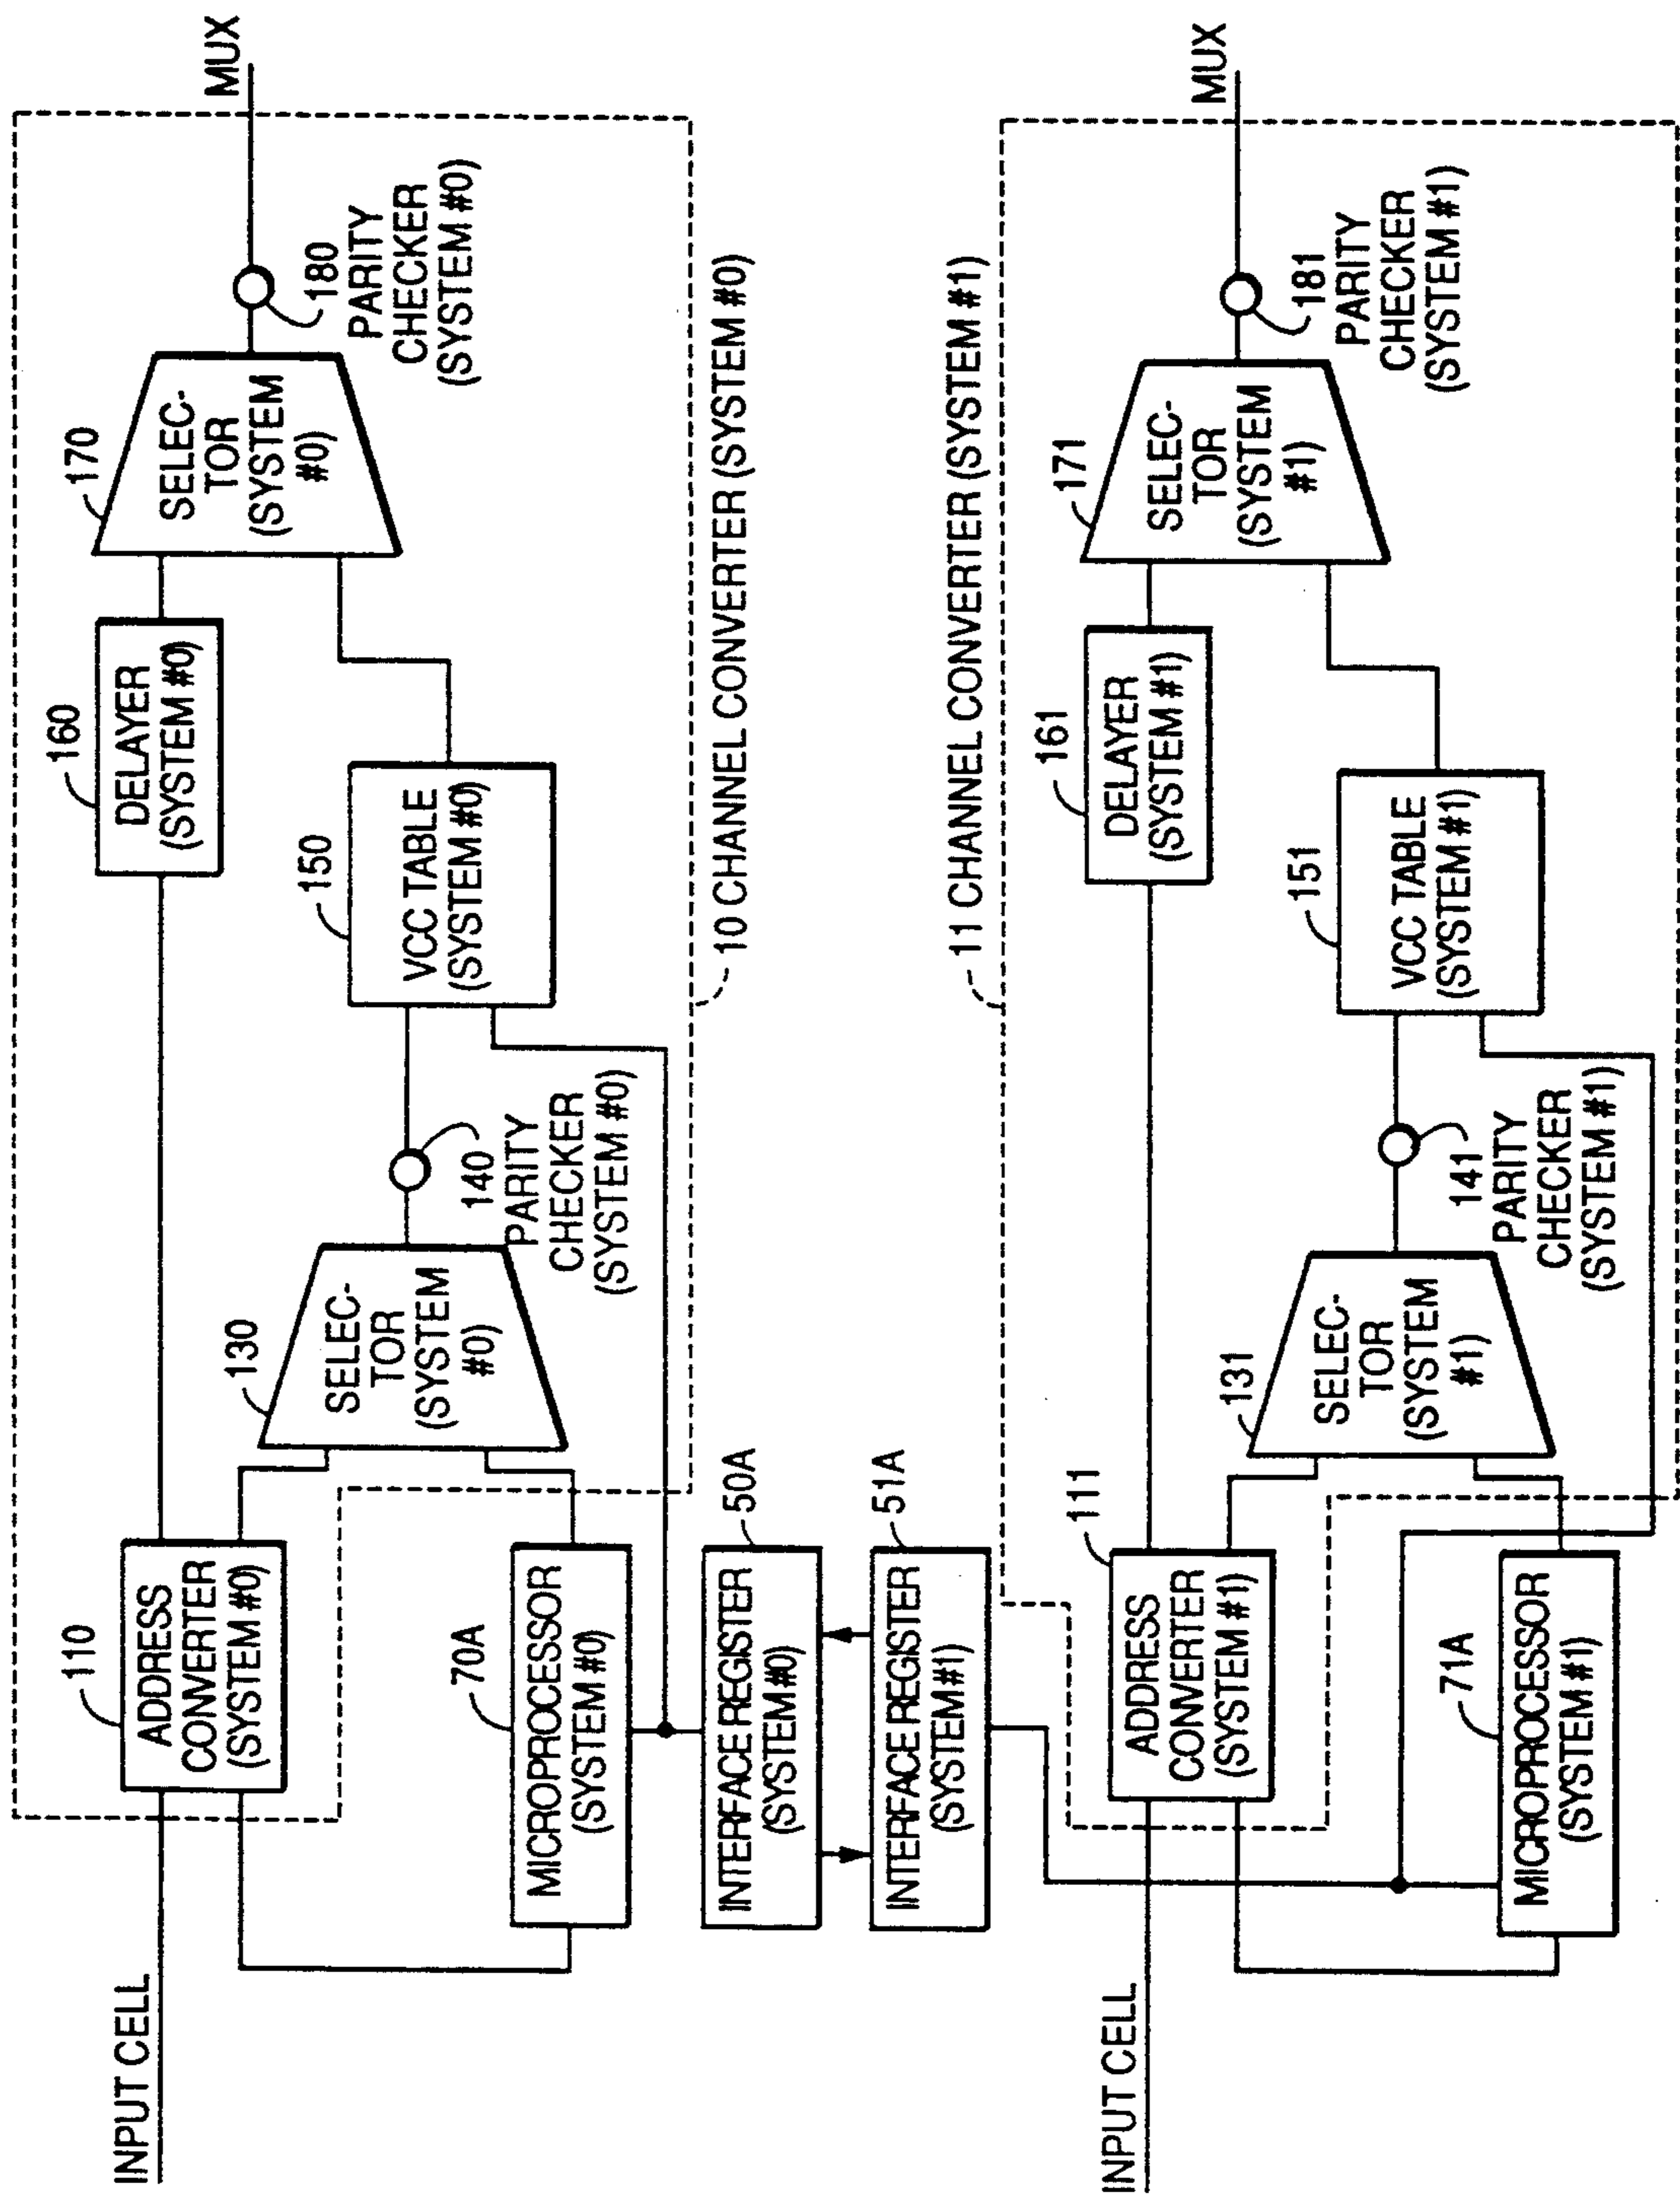 INPUT CELL
110
ADDRESS
CONVERTER
(SYSTEM #0)
160
DELAYER
(SYSTEM #0)
170
SELEC-
TOR
(SYSTEM
#0)
MUX
180
PARITY
CHECKER
(SYSTEM #0)
130
SELEC-
TOR
(SYSTEM
#0)
140
PARITY
CHECKER
(SYSTEM #0)
150
VCC TABLE
(SYSTEM #0)
70A
MICROPROCESSOR
(SYSTEM #0)
10 CHANNEL CONVERTER (SYSTEM #0)
50A
INTERFACE REGISTER
(SYSTEM #0)
51A
INTERFACE REGISTER
(SYSTEM #1)
11 CHANNEL CONVERTER (SYSTEM #1)
INPUT CELL
111
ADDRESS
CONVERTER
(SYSTEM #1)
161
DELAYER
(SYSTEM #1)
171
SELEC-
TOR
(SYSTEM
#1)
MUX
181
PARITY
CHECKER
(SYSTEM #1)
131
SELEC-
TOR
(SYSTEM
#1)
141
PARITY
CHECKER
(SYSTEM #1)
151
VCC TABLE
(SYSTEM #1)
71A
MICROPROCESSOR
(SYSTEM #1)